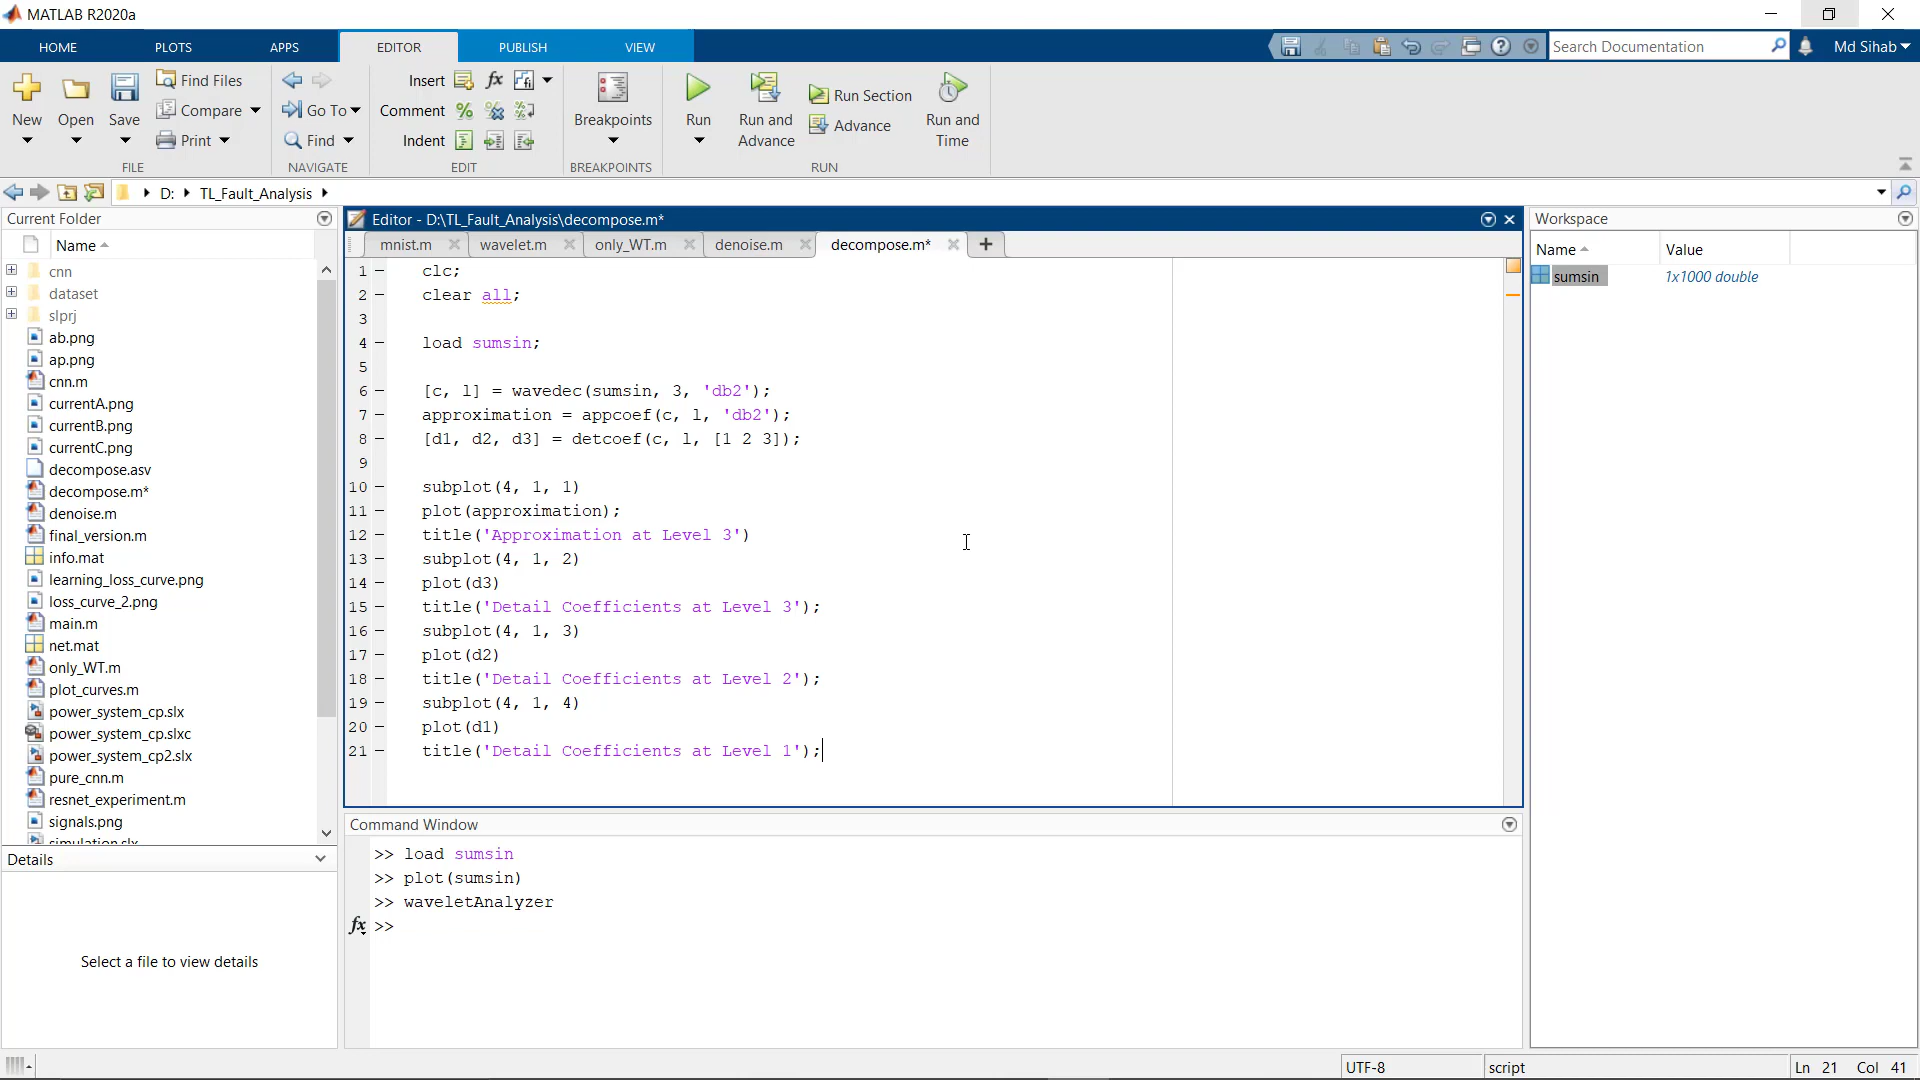 MATLAB R2020a
HOME PLOTS APPS EDITOR PUBLISH VIEW
Search Documentation
Md Sihab
New
Open
Save
Find Files
Compare
Print
FILE
Go To
Find
NAVIGATE
Insert
Comment
Indent
EDIT
Breakpoints
BREAKPOINTS
Run
Run and
Advance
Run Section
Advance
Run and
Time
RUN
D: TL_Fault_Analysis
Current Folder
Name
cnn
dataset
slprj
ab.png
ap.png
cnn.m
currentA.png
currentB.png
currentC.png
decompose.asv
decompose.m*
denoise.m
final_version.m
info.mat
learning_loss_curve.png
loss_curve_2.png
main.m
net.mat
only_WT.m
plot_curves.m
power_system_cp.slx
power_system_cp.slxc
power_system_cp2.slx
pure_cnn.m
resnet_experiment.m
signals.png
simulation.slx
Details
Select a file to view details
Editor - D:\TL_Fault_Analysis\decompose.m*
mnist.m wavelet.m only_WT.m denoise.m decompose.m*
1 clc;
2 clear all;
3
4 load sumsin;
5
6 [c, l] = wavedec(sumsin, 3, 'db2');
7 approximation = appcoef(c, l, 'db2');
8 [d1, d2, d3] = detcoef(c, l, [1 2 3]);
9
10 subplot(4, 1, 1)
11 plot(approximation);
12 title('Approximation at Level 3')
13 subplot(4, 1, 2)
14 plot(d3)
15 title('Detail Coefficients at Level 3');
16 subplot(4, 1, 3)
17 plot(d2)
18 title('Detail Coefficients at Level 2');
19 subplot(4, 1, 4)
20 plot(d1)
21 title('Detail Coefficients at Level 1');
Command Window
>> load sumsin
>> plot(sumsin)
>> waveletAnalyzer
fx >>
Workspace
Name Value
sumsin 1x1000 double
UTF-8 script Ln 21 Col 41